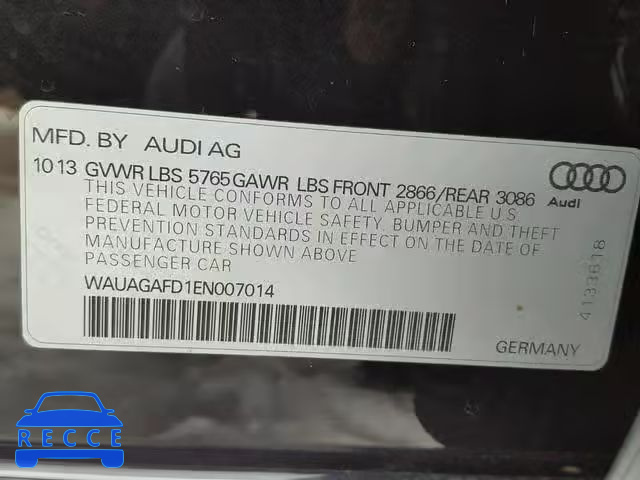 MFD. BY AUDI AG
10 13 GVWR LBS 5765 GAWR LBS FRONT 2866/REAR 3086
THIS VEHICLE CONFORMS TO ALL APPLICABLE U.S.
FEDERAL MOTOR VEHICLE SAFETY, BUMPER AND THEFT
PREVENTION STANDARDS IN EFFECT ON THE DATE OF
MANUFACTURE SHOWN ABOVE
PASSENGER CAR
WAUAGAFD1EN007014
Audi
4133618
GERMANY
RECCE